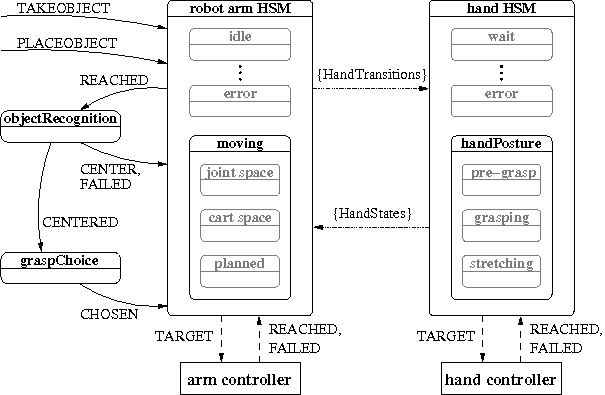 TAKEOBJECT
PLACEOBJECT
REACHED
objectRecognition
CENTER,
FAILED
CENTERED
graspChoice
CHOSEN
robot arm HSM
idle
error
moving
joint space
cart space
planned
{HandTransitions}
{HandStates}
hand HSM
wait
error
handPosture
pre-grasp
grasping
stretching
TARGET
REACHED,
FAILED
arm controller
TARGET
REACHED,
FAILED
hand controller